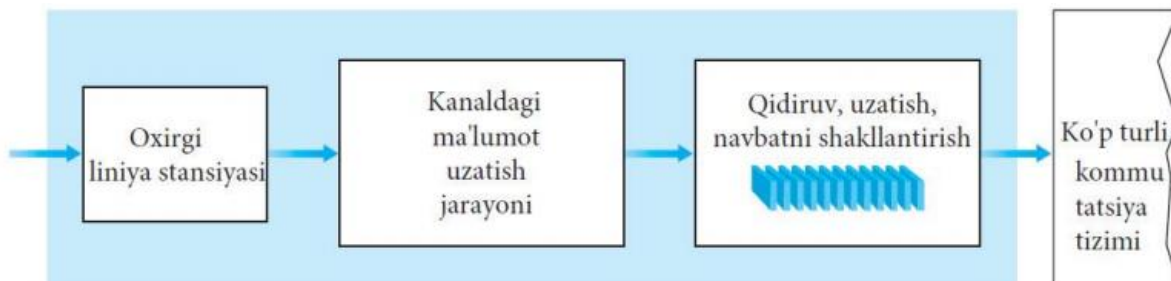 Oxirgi
liniya stansiyasi
Kanaldagi
ma'lumot
uzatish
jarayoni
Qidiruv, uzatish,
navbatni shakllantirish
Ko'p turli
kommu
tatsiya
tizimi